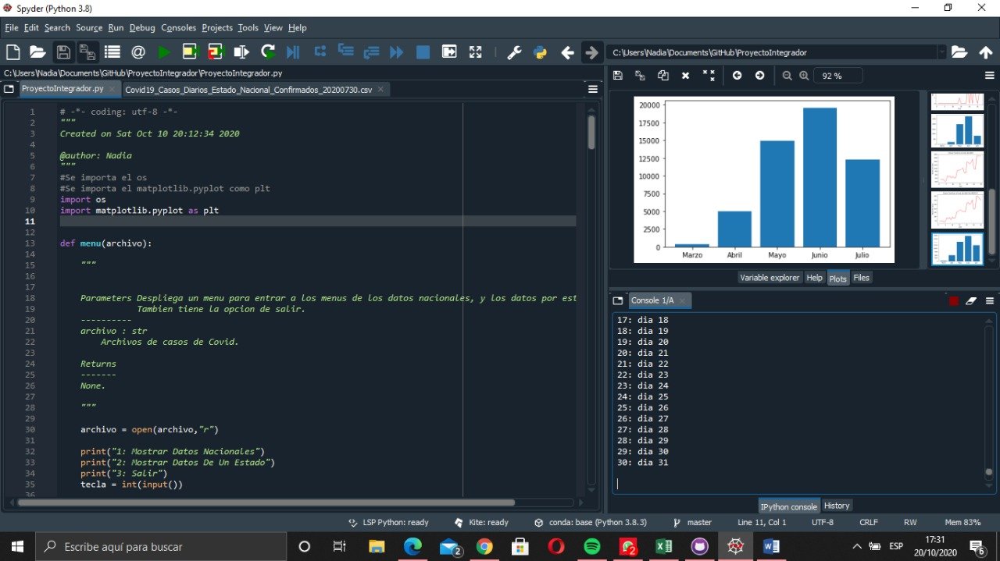 Spyder (Python 3.8)
File Edit Search Source Run Debug Consoles Projects Tools View Help
C:\Users\Nadia\Documents\GitHub\ProyectoIntegrador
C:\Users\Nadia\Documents\GitHub\ProyectoIntegrador\ProyectoIntegrador.py
ProyectoIntegrador.py
Covid19_Casos_Diarios_Estado_Nacional_Confirmados_20200730.csv
1 # -*- coding: utf-8 -*-
2 """
3 Created on Sat Oct 10 20:12:34 2020
4
5 @author: Nadia
6 """
7 #Se importa el os
8 #Se importa el matplotlib.pyplot como plt
9 import os
10 import matplotlib.pyplot as plt
11
12
13 def menu(archivo):
14
15 """
16
17
18 Parameters Despliega un menu para entrar a los menus de los datos nacionales, y los datos por est
19 Tambien tiene la opcion de salir.
20 ----------
21 archivo : str
22 Archivos de casos de Covid.
23
24 Returns
25 -------
26 None.
27
28 """
29
30 archivo = open(archivo,"r")
31
32 print("1: Mostrar Datos Nacionales")
33 print("2: Mostrar Datos De Un Estado")
34 print("3: Salir")
35 tecla = int(input())
36
92 %
20000
17500
15000
12500
10000
7500
5000
2500
0
Marzo Abril Mayo Junio Julio
Variable explorer Help Plots Files
Console 1/A
17: dia 18
18: dia 19
19: dia 20
20: dia 21
21: dia 22
22: dia 23
23: dia 24
24: dia 25
25: dia 26
26: dia 27
27: dia 28
28: dia 29
29: dia 30
30: dia 31
IPython console History
LSP Python: ready Kite: ready conda: base (Python 3.8.3) master Line 11, Col 1 UTF-8 CRLF RW Mem 83%
Escribe aquí para buscar
2
2
ESP
17:31
20/10/2020
6